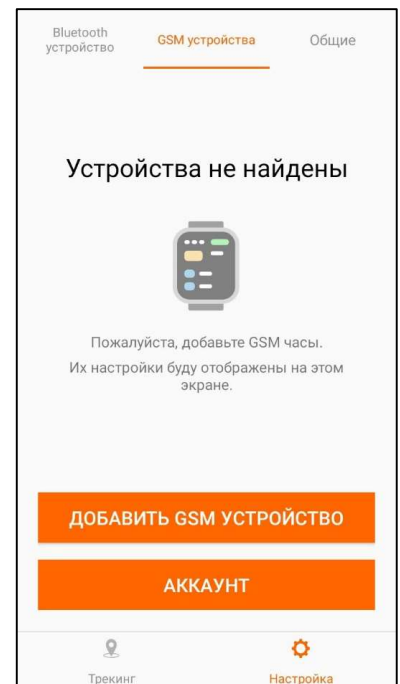 Bluetooth
устройство
GSM устройства
Общие
Устройства не найдены
Пожалуйста, добавьте GSM часы.
Их настройки буду отображены на этом
экране.
ДОБАВИТЬ GSM УСТРОЙСТВО
АККАУНТ
Трекинг
Настройка